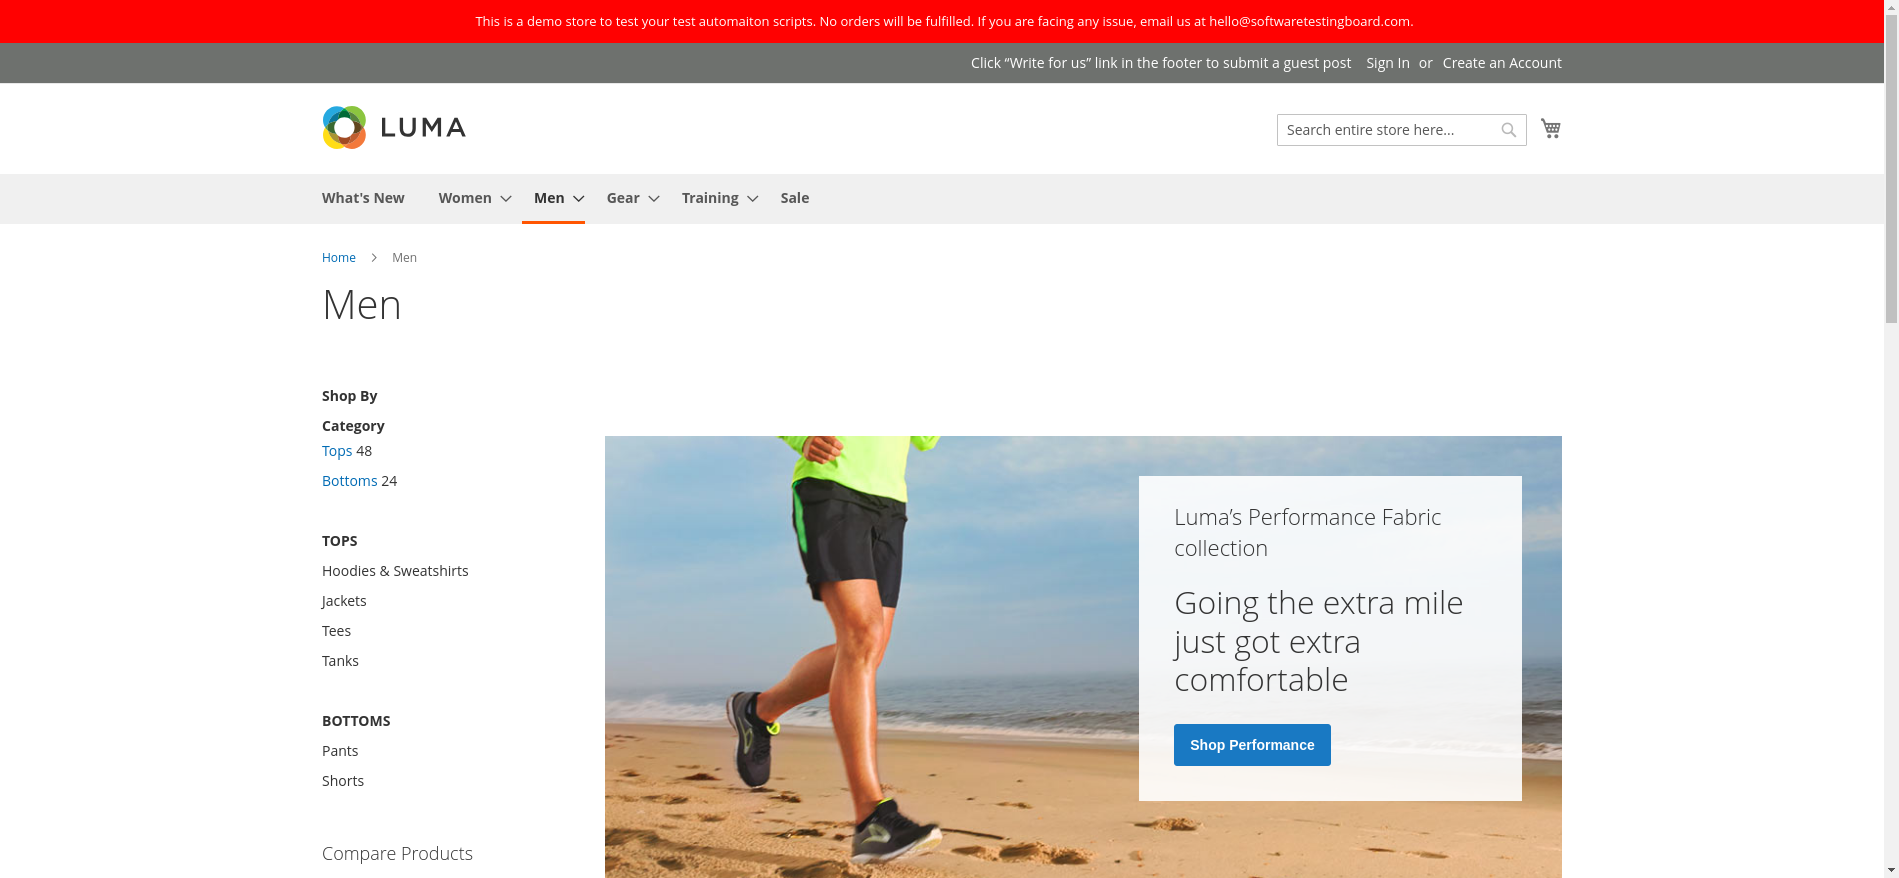 This is a demo store to test your test automaiton scripts. No orders will be fulfilled. If you are facing any issue, email us at hello@softwaretestingboard.com.
Click “Write for us” link in the footer to submit a guest post Sign In or Create an Account
LUMA
Search entire store here...
What's New Women Men Gear Training Sale
Home Men
Men
Shop By
Category
Tops 48
Bottoms 24
TOPS
Hoodies & Sweatshirts
Jackets
Tees
Tanks
BOTTOMS
Pants
Shorts
Compare Products
Luma’s Performance Fabric
collection
Going the extra mile
just got extra
comfortable
Shop Performance